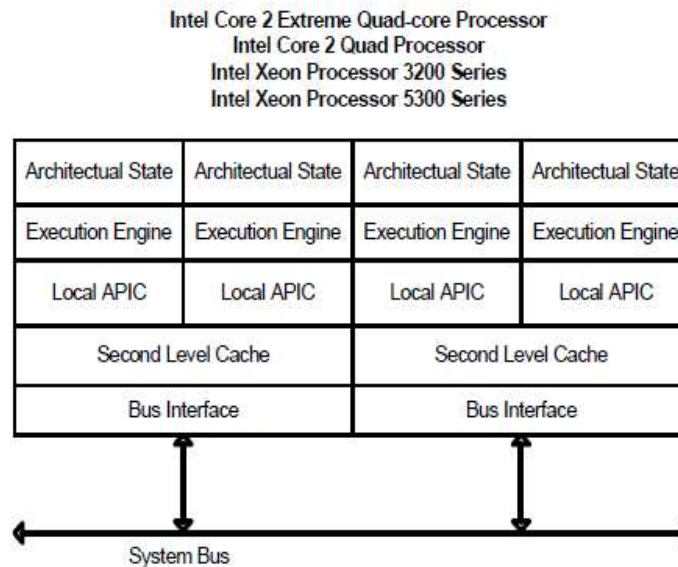 Intel Core 2 Extreme Quad-core Processor
Intel Core 2 Quad Processor
Intel Xeon Processor 3200 Series
Intel Xeon Processor 5300 Series
Architectual State Architectual State Architectual State Architectual State
Execution Engine Execution Engine Execution Engine Execution Engine
Local APIC Local APIC Local APIC Local APIC
Second Level Cache Second Level Cache
Bus Interface Bus Interface
System Bus